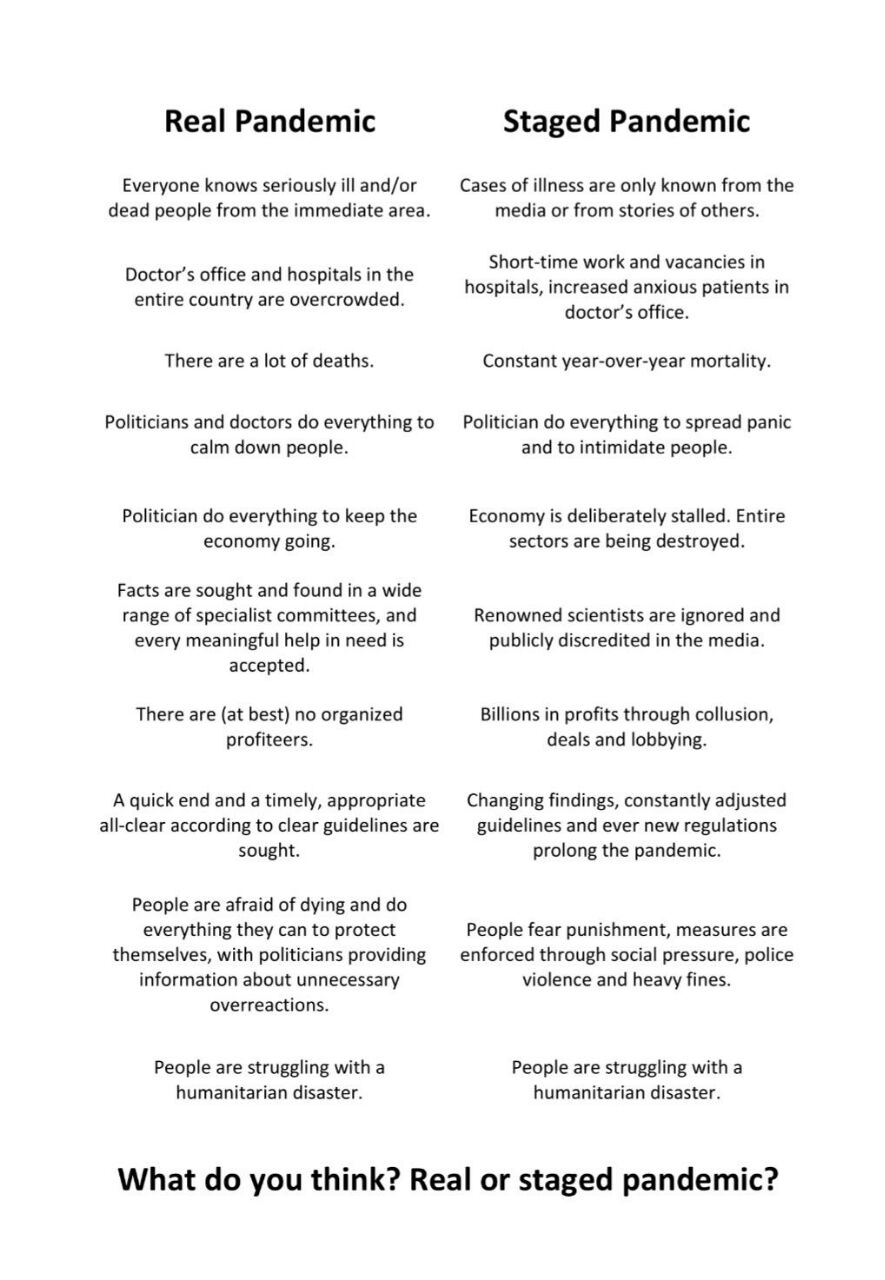 Real Pandemic
Staged Pandemic
Everyone knows seriously ill and/or
dead people from the immediate area.
Cases of illness are only known from the
media or from stories of others.
Doctor’s office and hospitals in the
entire country are overcrowded.
Short-time work and vacancies in
hospitals, increased anxious patients in
doctor’s office.
There are a lot of deaths.
Constant year-over-year mortality.
Politicians and doctors do everything to
calm down people.
Politician do everything to spread panic
and to intimidate people.
Politician do everything to keep the
economy going.
Economy is deliberately stalled. Entire
sectors are being destroyed.
Facts are sought and found in a wide
range of specialist committees, and
every meaningful help in need is
accepted.
Renowned scientists are ignored and
publicly discredited in the media.
There are (at best) no organized
profiteers.
Billions in profits through collusion,
deals and lobbying.
A quick end and a timely, appropriate
all-clear according to clear guidelines are
sought.
Changing findings, constantly adjusted
guidelines and ever new regulations
prolong the pandemic.
People are afraid of dying and do
everything they can to protect
themselves, with politicians providing
information about unnecessary
overreactions.
People fear punishment, measures are
enforced through social pressure, police
violence and heavy fines.
People are struggling with a
humanitarian disaster.
People are struggling with a
humanitarian disaster.
What do you think? Real or staged pandemic?